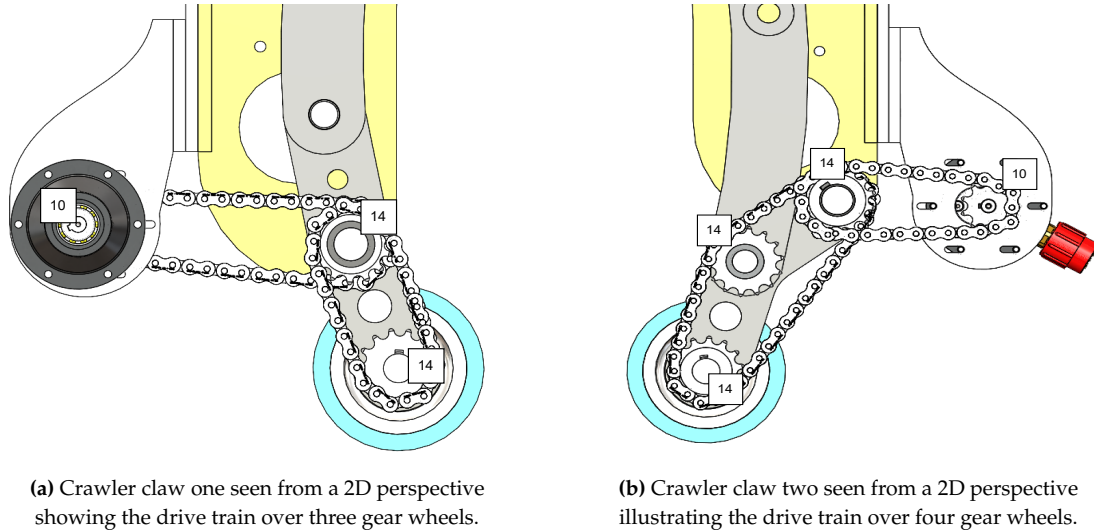 10
14
14
14
10
14
14
(a) Crawler claw one seen from a 2D perspective
showing the drive train over three gear wheels.
(b) Crawler claw two seen from a 2D perspective
illustrating the drive train over four gear wheels.